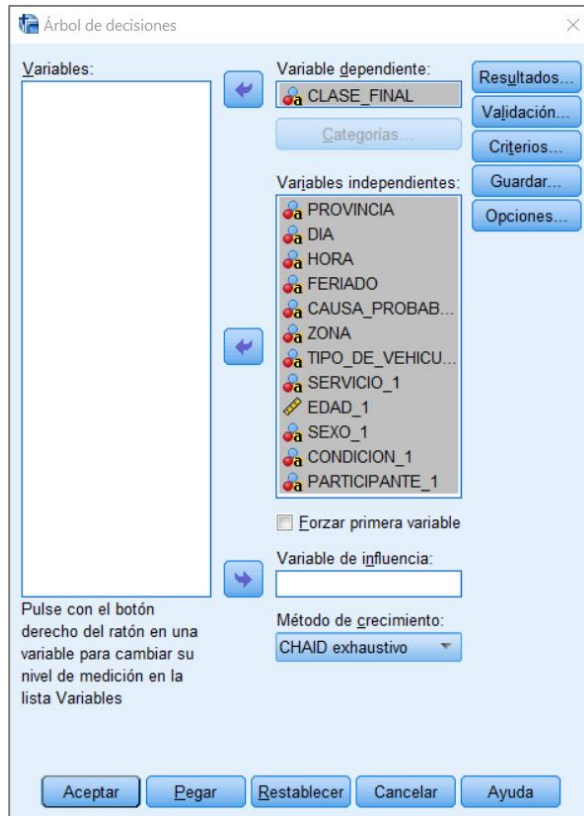 Árbol de decisiones
Variables:
Variable dependiente:
CLASE_FINAL
Categorías...
Variables independientes:
PROVINCIA
DIA
HORA
FERIADO
CAUSA_PROBAB...
ZONA
TIPO_DE_VEHICU...
SERVICIO_1
EDAD_1
SEXO_1
CONDICION_1
PARTICIPANTE_1
Forzar primera variable
Variable de influencia:
Método de crecimiento:
CHAID exhaustivo
Resultados...
Validación...
Criterios...
Guardar...
Opciones...
Pulse con el botón
derecho del ratón en una
variable para cambiar su
nivel de medición en la
lista Variables
Aceptar
Pegar
Restablecer
Cancelar
Ayuda